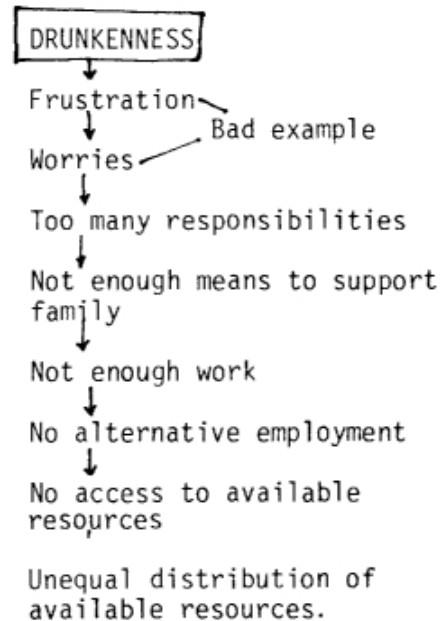 DRUNKENNESS
Frustration
Bad example
Worries
Too many responsibilities
Not enough means to support
family
Not enough work
No alternative employment
No access to available
resources
Unequal distribution of
available resources.